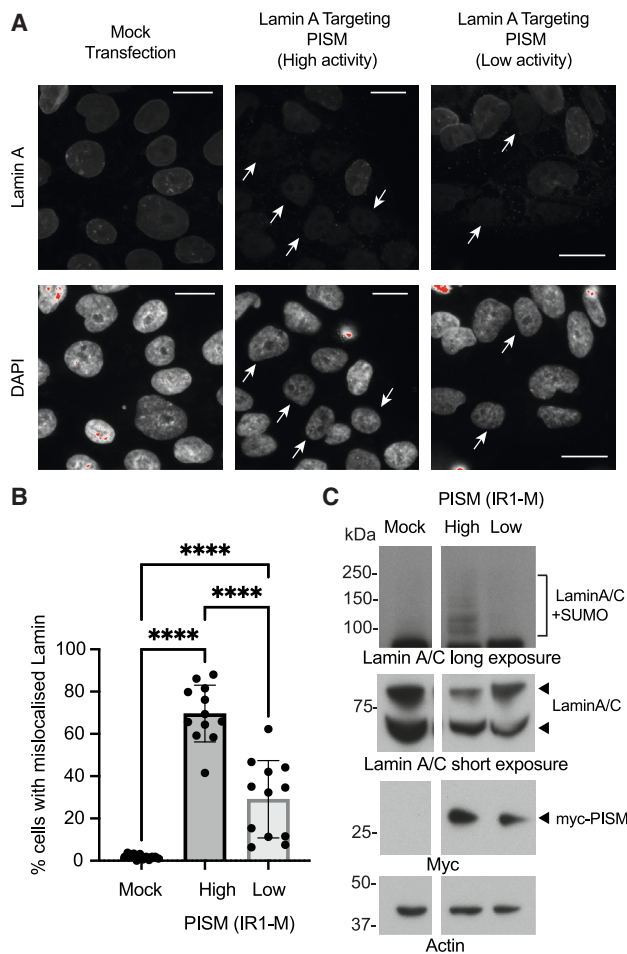 A
Mock
Transfection
Lamin A Targeting
PISM
(High activity)
Lamin A Targeting
PISM
(Low activity)
Lamin A
DAPI
B
****
****
****
% cells with mislocalised Lamin
100
80
60
40
20
0
Mock
High
Low
PISM (IR1-M)
C
PISM (IR1-M)
kDa
Mock
High
Low
250-
150-
100-
LaminA/C
+SUMO
Lamin A/C long exposure
75-
LaminA/C
Lamin A/C short exposure
25-
myc-PISM
Myc
50-
37-
Actin